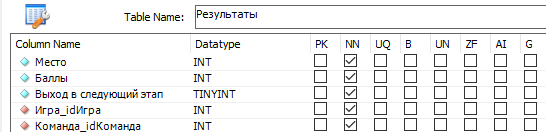 Table Name: Результаты
Column Name Datatype PK NN UQ B UN ZF AI G
Место INT
Баллы INT
Выход в следующий этап TINYINT
Игра_idИгра INT
Команда_idКоманда INT